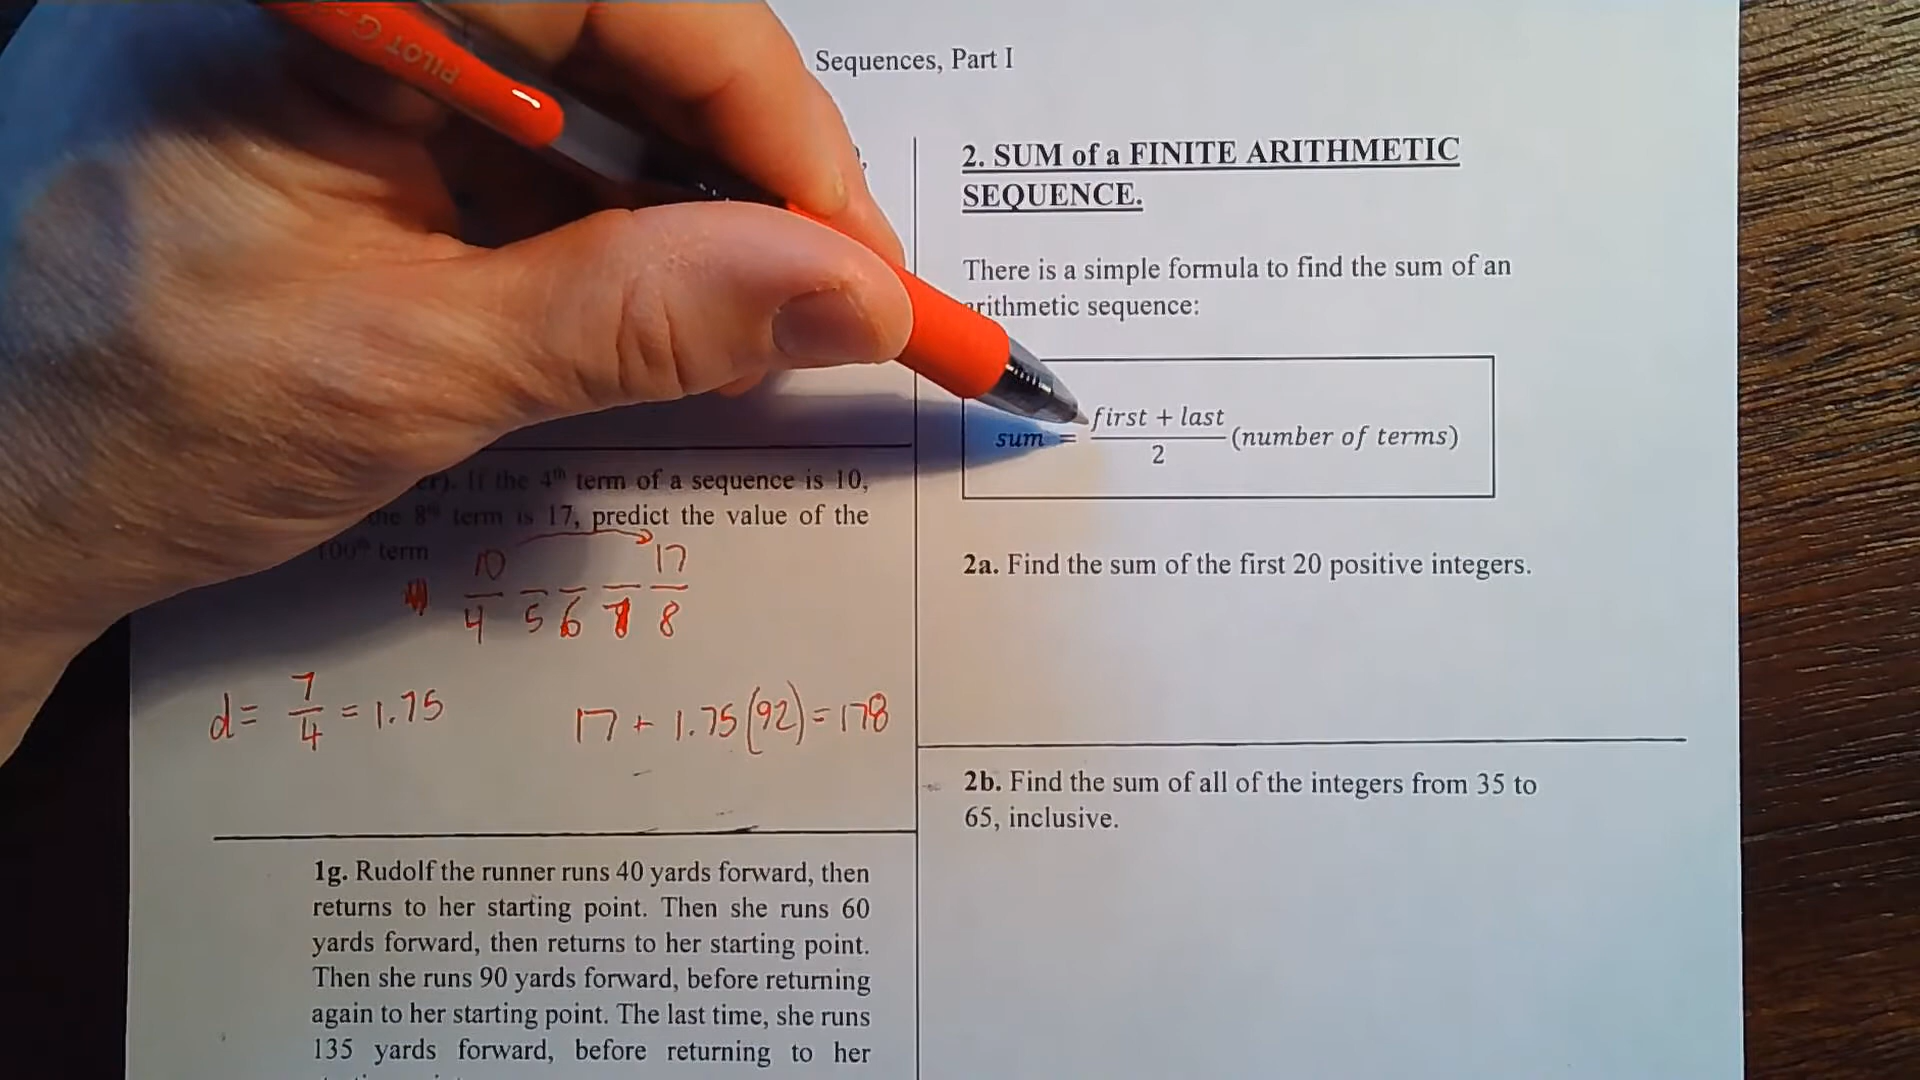 PILOT G-
Sequences, Part I
er). If the 4th term of a sequence is 10,
the 8th term is 17, predict the value of the
100th term
10 17
4 5 6 7 8
d = 7/4 = 1.75
17 + 1.75(92) = 178
1g. Rudolf the runner runs 40 yards forward, then
returns to her starting point. Then she runs 60
yards forward, then returns to her starting point.
Then she runs 90 yards forward, before returning
again to her starting point. The last time, she runs
135 yards forward, before returning to her
2. SUM of a FINITE ARITHMETIC
SEQUENCE.
There is a simple formula to find the sum of an
arithmetic sequence:
sum = first + last / 2 (number of terms)
2a. Find the sum of the first 20 positive integers.
2b. Find the sum of all of the integers from 35 to
65, inclusive.